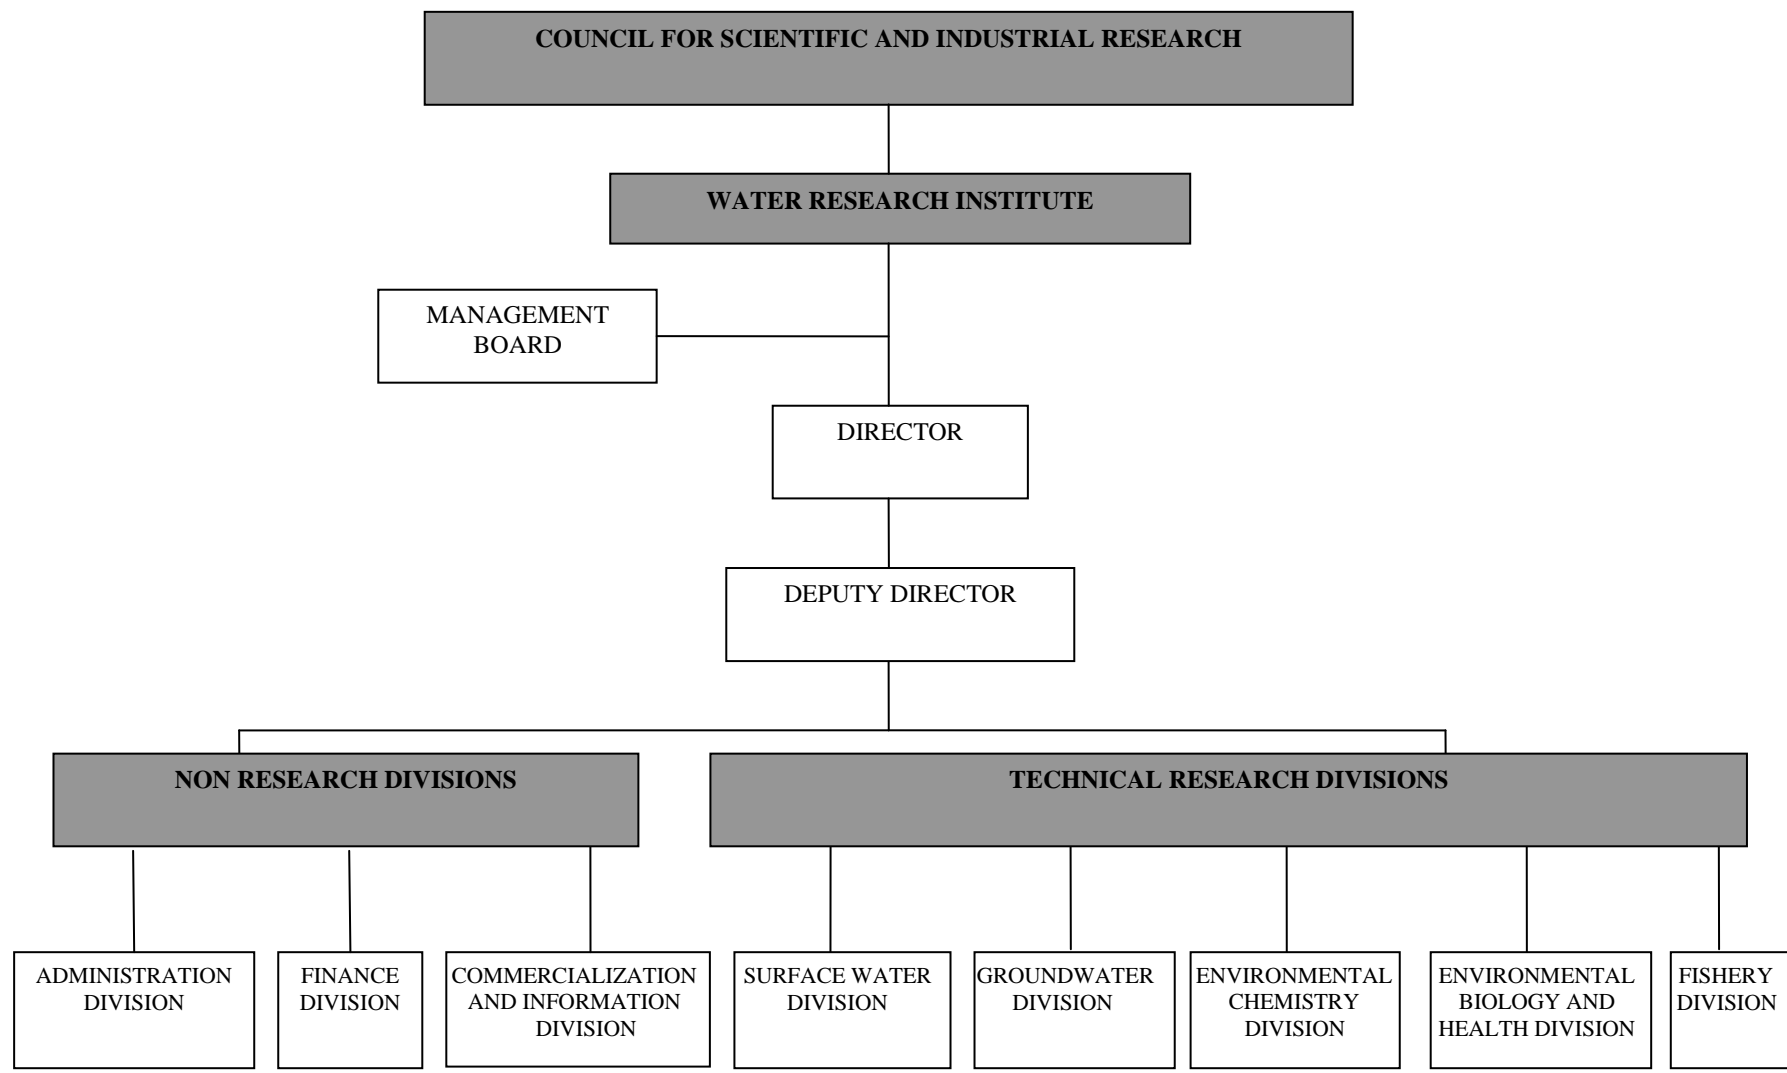 COUNCIL FOR SCIENTIFIC AND INDUSTRIAL RESEARCH
WATER RESEARCH INSTITUTE
MANAGEMENT
BOARD
DIRECTOR
DEPUTY DIRECTOR
NON RESEARCH DIVISIONS
TECHNICAL RESEARCH DIVISIONS
ADMINISTRATION
DIVISION
FINANCE
DIVISION
COMMERCIALIZATION
AND INFORMATION
DIVISION
SURFACE WATER
DIVISION
GROUNDWATER
DIVISION
ENVIRONMENTAL
CHEMISTRY
DIVISION
ENVIRONMENTAL
BIOLOGY AND
HEALTH DIVISION
FISHERY
DIVISION